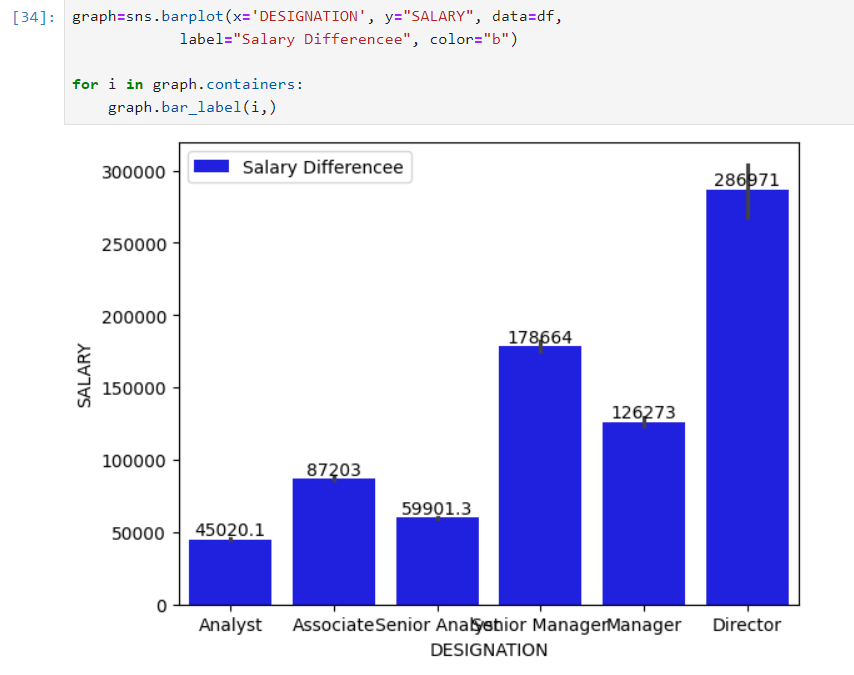 [34]: graph=sns.barplot(x='DESIGNATION', y="SALARY", data=df,
label="Salary Differencee", color="b")
for i in graph.containers:
graph.bar_label(i,)
Salary Differencee
300000
250000
200000
150000
100000
50000
0
SALARY
286971
178664
126273
87203
59901.3
45020.1
Analyst Associate Senior Analyst Senior Manager Manager Director
DESIGNATION